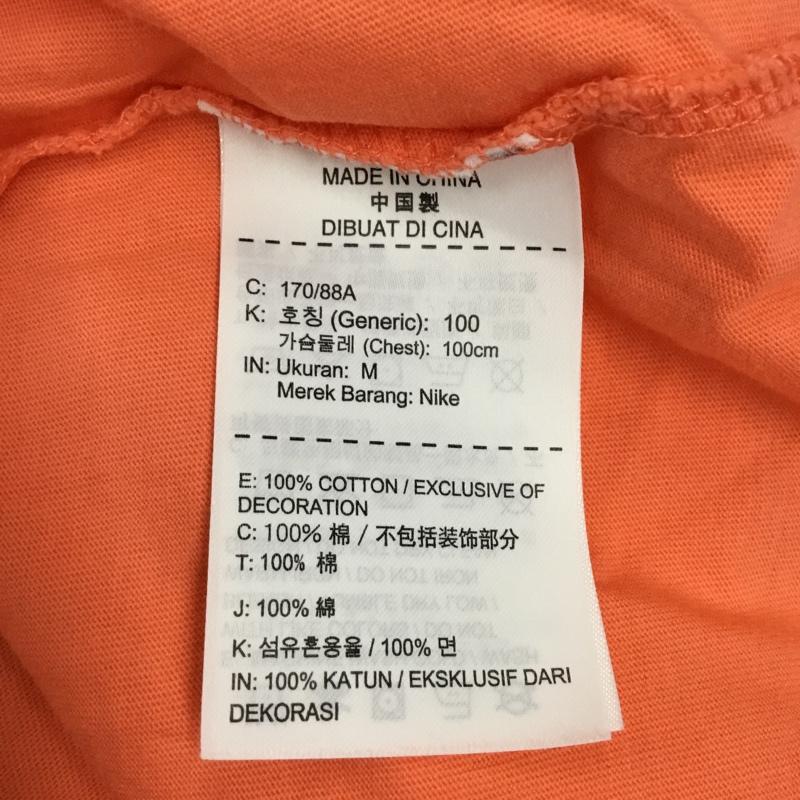 MADE IN CHINA
中国製
DIBUAT DI CINA
C: 170/88A
K: 호칭 (Generic): 100
가슴둘레 (Chest): 100cm
IN: Ukuran: M
Merek Barang: Nike
E: 100% COTTON / EXCLUSIVE OF
DECORATION
C: 100% 棉 / 不包括装饰部分
T: 100% 棉
J: 100% 綿
K: 섬유혼용율 / 100% 면
IN: 100% KATUN / EKSKLUSIF DARI
DEKORASI